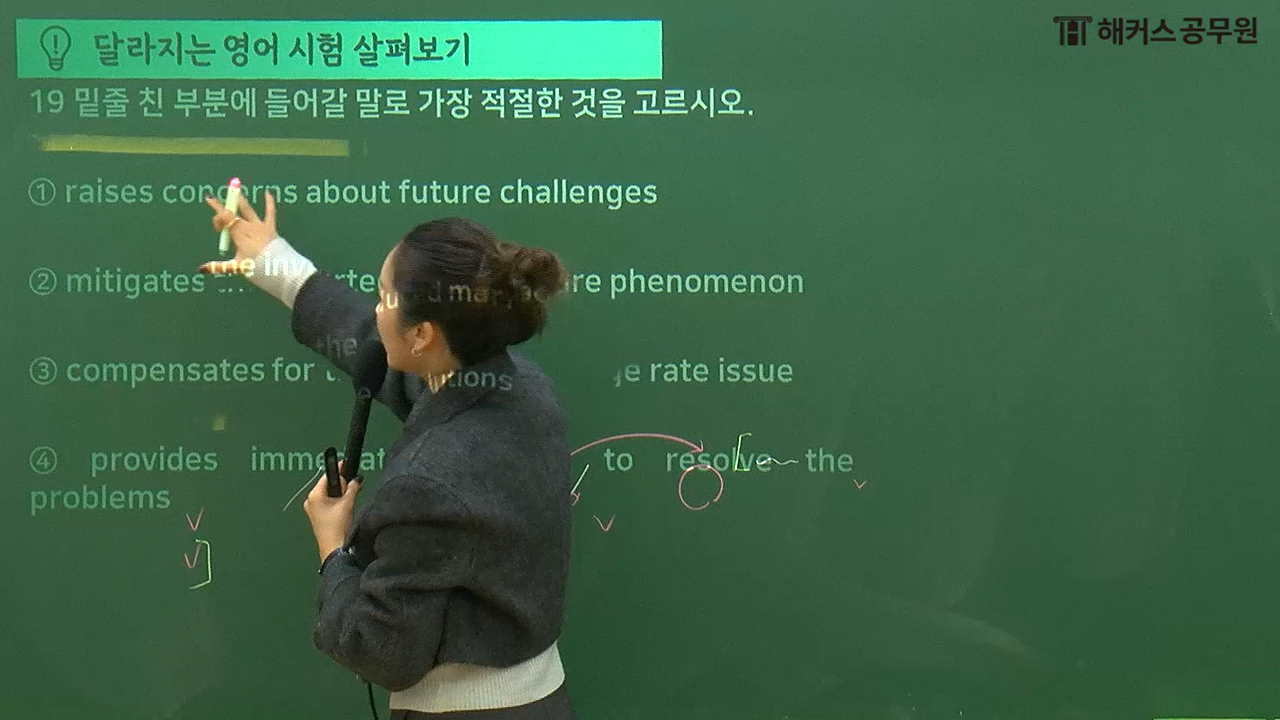 해커스 공무원
달라지는 영어 시험 살펴보기
19 밑줄 친 부분에 들어갈 말로 가장 적절한 것을 고르시오.
① raises concerns about future challenges
② mitigates the phenomenon
③ compensates for rate issue
④ provides to resolve the
problems